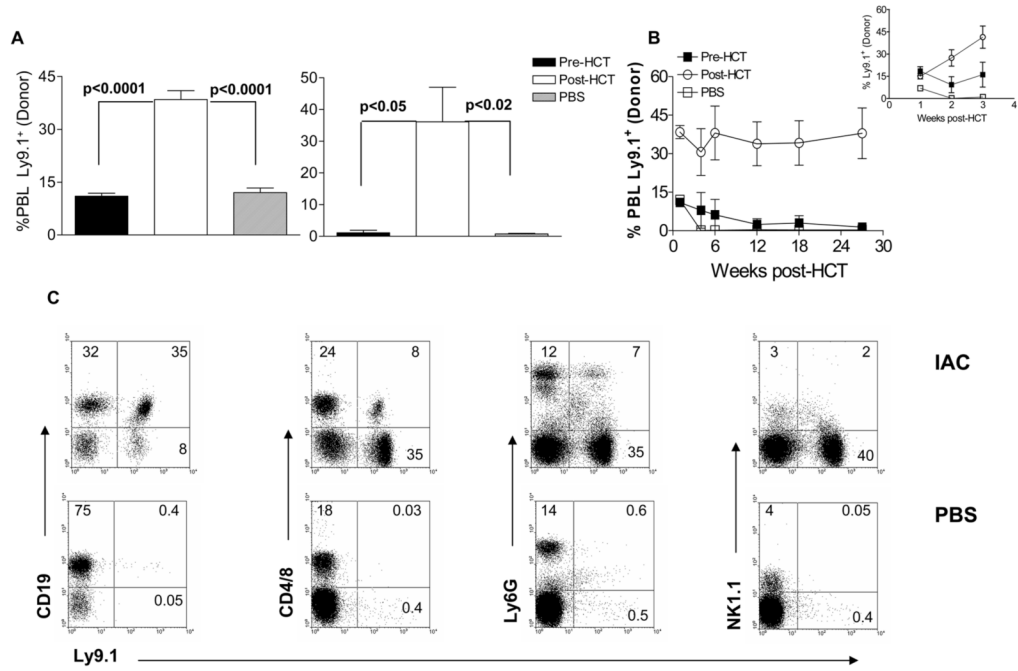 A
%PBL Ly9.1+ (Donor)
45
30
15
0
p<0.0001
p<0.0001
50
40
30
20
10
0
p<0.05
p<0.02
Pre-HCT
Post-HCT
PBS
B
Pre-HCT
Post-HCT
PBS
% PBL Ly9.1+ (Donor)
60
45
30
15
0
0 6 12 18 24 30
Weeks post-HCT
% Ly9.1+ (Donor)
60
45
30
15
0
0 1 2 3 4
Weeks post-HCT
C
32 35
8
CD19
24 8
35
CD4/8
12 7
35
Ly6G
3 2
40
NK1.1
IAC
75 0.4
0.05
18 0.03
0.4
14 0.6
0.5
4 0.05
0.4
PBS
Ly9.1